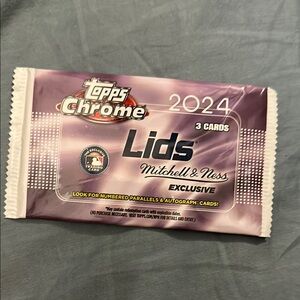 Topps
Chrome
2024
3 CARDS
Lids
Mitchell & Ness
EXCLUSIVE
LOOK FOR NUMBERED PARALLELS & AUTOGRAPH CARDS!